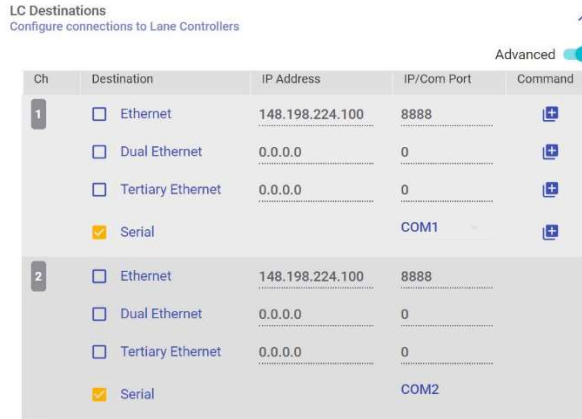 LC Destinations
Configure connections to Lane Controllers
Advanced
Ch Destination IP Address IP/Com Port Command
1 Ethernet 148.198.224.100 8888
Dual Ethernet 0.0.0.0 0
Tertiary Ethernet 0.0.0.0 0
Serial COM1
2 Ethernet 148.198.224.100 8888
Dual Ethernet 0.0.0.0 0
Tertiary Ethernet 0.0.0.0 0
Serial COM2